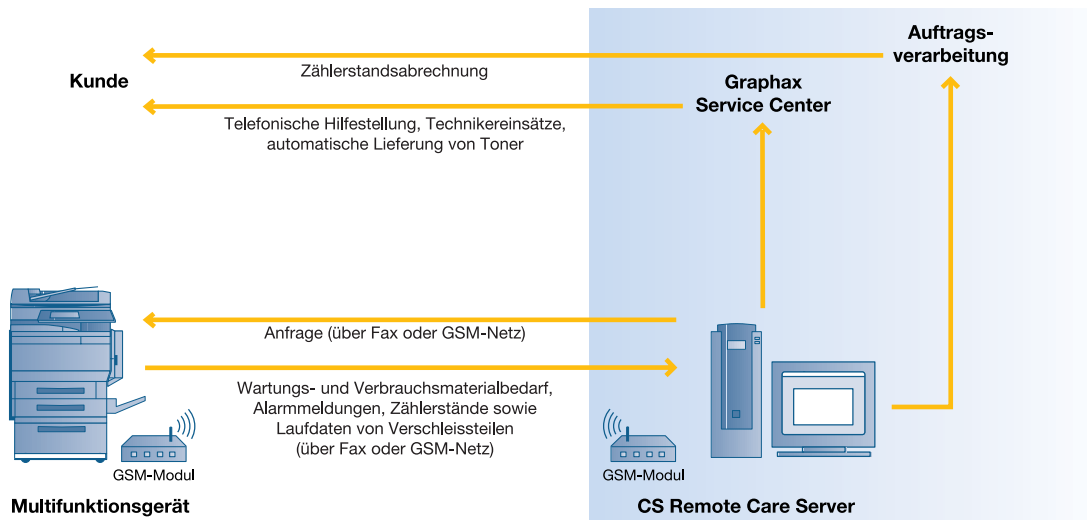 Auftrags-
verarbeitung
Kunde
Zählerstandsabrechnung
Graphax
Service Center
Telefonische Hilfestellung, Technikereinsätze,
automatische Lieferung von Toner
Anfrage (über Fax oder GSM-Netz)
Wartungs- und Verbrauchsmaterialbedarf,
Alarmmeldungen, Zählerstände sowie
Laufdaten von Verschleissteilen
(über Fax oder GSM-Netz)
GSM-Modul
GSM-Modul
Multifunktionsgerät
CS Remote Care Server